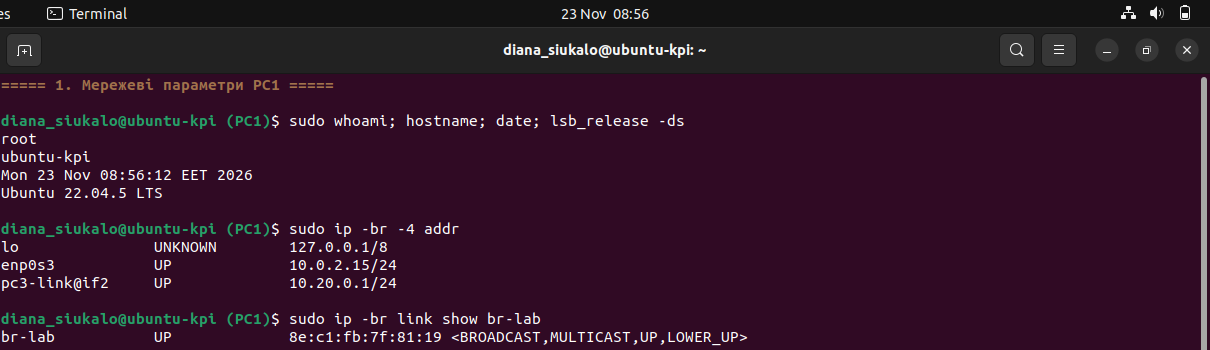 es Terminal 23 Nov 08:56
diana_siukalo@ubuntu-kpi: ~
===== 1. Мережеві параметри PC1 =====
diana_siukalo@ubuntu-kpi (PC1)$ sudo whoami; hostname; date; lsb_release -ds
root
ubuntu-kpi
Mon 23 Nov 08:56:12 EET 2026
Ubuntu 22.04.5 LTS
diana_siukalo@ubuntu-kpi (PC1)$ sudo ip -br -4 addr
lo UNKNOWN 127.0.0.1/8
enp0s3 UP 10.0.2.15/24
pc3-link@if2 UP 10.20.0.1/24
diana_siukalo@ubuntu-kpi (PC1)$ sudo ip -br link show br-lab
br-lab UP 8e:c1:fb:7f:81:19 <BROADCAST,MULTICAST,UP,LOWER_UP>